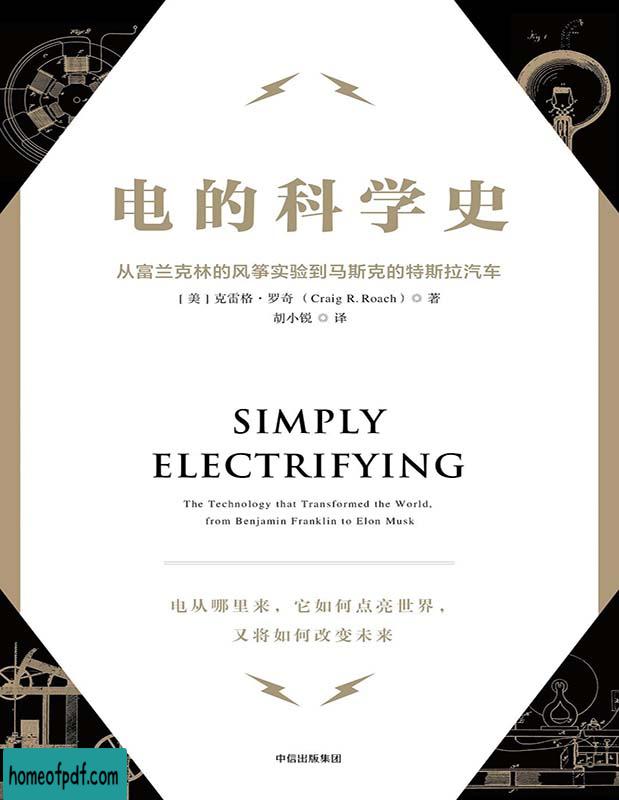 Fig 1.
电的科学史
从富兰克林的风筝实验到马斯克的特斯拉汽车
[美]克雷格·罗奇(Craig R. Roach)◎著
胡小锐◎译
SIMPLY
ELECTRIFYING
The Technology that Transformed the World,
from Benjamin Franklin to Elon Musk
电从哪里来，它如何点亮世界，
又将如何改变未来
中信出版集团
homeofpdf.com